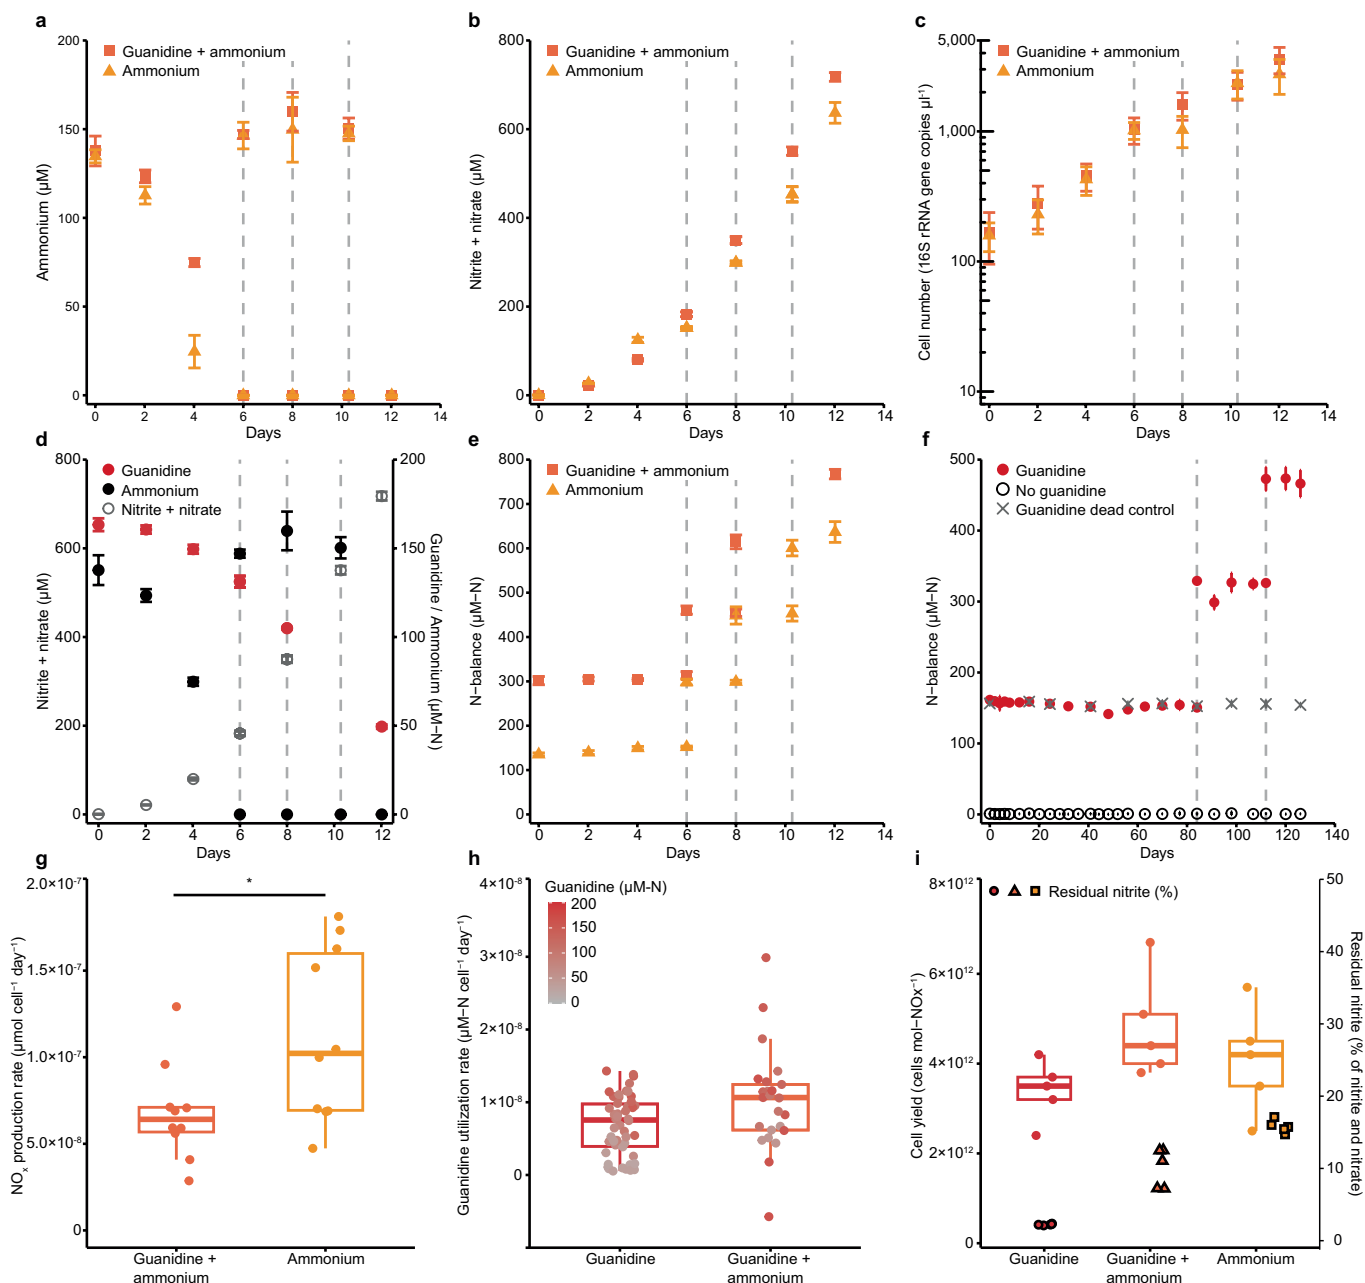 a
Guanidine + ammonium
Ammonium
Ammonium (µM)
200
150
100
50
0
0 2 4 6 8 10 12 14
Days
b
Guanidine + ammonium
Ammonium
Nitrite + nitrate (µM)
800
600
400
200
0
0 2 4 6 8 10 12 14
Days
c
Guanidine + ammonium
Ammonium
Cell number (16S rRNA gene copies µl⁻¹)
5,000
1,000
100
10
0 2 4 6 8 10 12 14
Days
d
Guanidine
Ammonium
Nitrite + nitrate
Nitrite + nitrate (µM)
800
600
400
200
0
200
150
100
50
0
Guanidine / Ammonium (µM−N)
0 2 4 6 8 10 12
Days
e
Guanidine + ammonium
Ammonium
N−balance (µM−N)
800
700
600
500
400
300
200
100
0
0 2 4 6 8 10 12 14
Days
f
Guanidine
No guanidine
Guanidine dead control
N−balance (µM−N)
500
400
300
200
100
0
0 20 40 60 80 100 120 140
Days
g
*
NOₓ production rate (µmol cell⁻¹ day⁻¹)
2.0×10⁻⁷
1.5×10⁻⁷
1.0×10⁻⁷
5.0×10⁻⁸
0
Guanidine +
ammonium
Ammonium
h
Guanidine (µM-N)
200
150
100
50
0
Guanidine utilization rate (µM−N cell⁻¹ day⁻¹)
4×10⁻⁸
3×10⁻⁸
2×10⁻⁸
1×10⁻⁸
0
Guanidine
Guanidine +
ammonium
i
Residual nitrite (%)
Cell yield (cells mol−NOx⁻¹)
8×10¹²
6×10¹²
4×10¹²
2×10¹²
0
50
40
30
20
10
0
Residual nitrite (% of nitrite and nitrate)
Guanidine
Guanidine +
ammonium
Ammonium